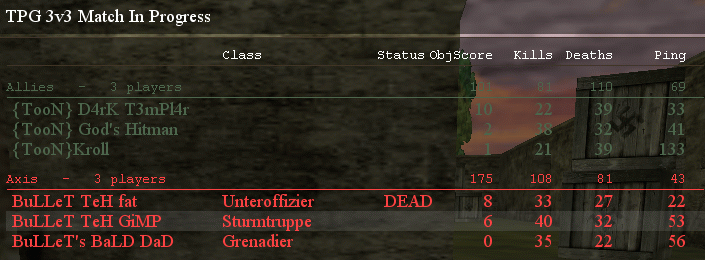 TPG 3v3 Match In Progress
Class Status ObjScore Kills Deaths Ping
Allies - 3 players 81 110 69
{TooN} D4rK T3mPl4r 10 22 39 33
{TooN} God's Hitman 2 38 32 41
{TooN}Kroll 1 21 39 133
Axis - 3 players 175 108 81 43
BuLLeT TeH fat Unteroffizier DEAD 8 33 27 22
BuLLeT TeH GiMP Sturmtruppe 6 40 32 53
BuLLeT's BaLD DaD Grenadier 0 35 22 56